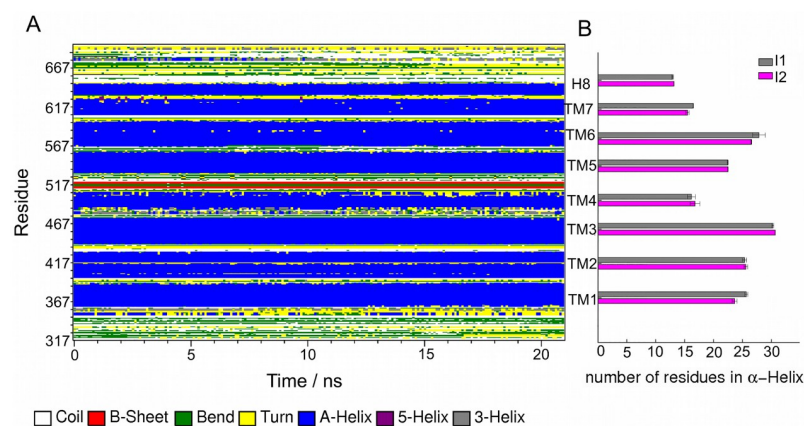 A
B
Residue
667
617
567
517
467
417
367
317
0
5
10
15
20
Time / ns
Coil
B-Sheet
Bend
Turn
A-Helix
5-Helix
3-Helix
I1
I2
H8
TM7
TM6
TM5
TM4
TM3
TM2
TM1
0 5 10 15 20 25 30
number of residues in α-Helix